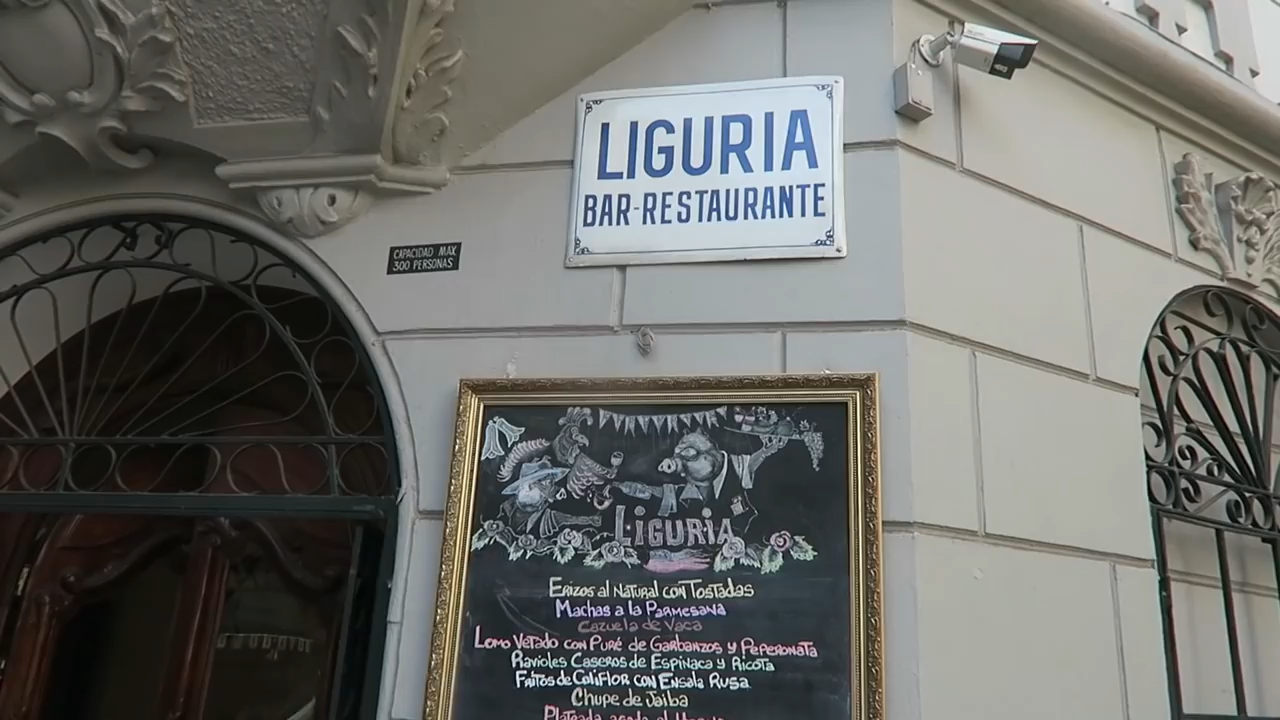 LIGURIA
BAR-RESTAURANTE
CAPACIDAD MAX.
300 PERSONAS
LIGURIA
ERIZOS al NATURAL CON TOSTADAS
MACHAS A LA PARMESANA
CAZUELA DE VACA
LOMO VETADO CON PURÉ DE GARBANZOS Y PEPERONATA
RAVIOLES CASEROS DE ESPINACA Y RICOTA
FRITOS DE COLIFLOR CON ENSALA RUSA
CHUPE DE JAIBA